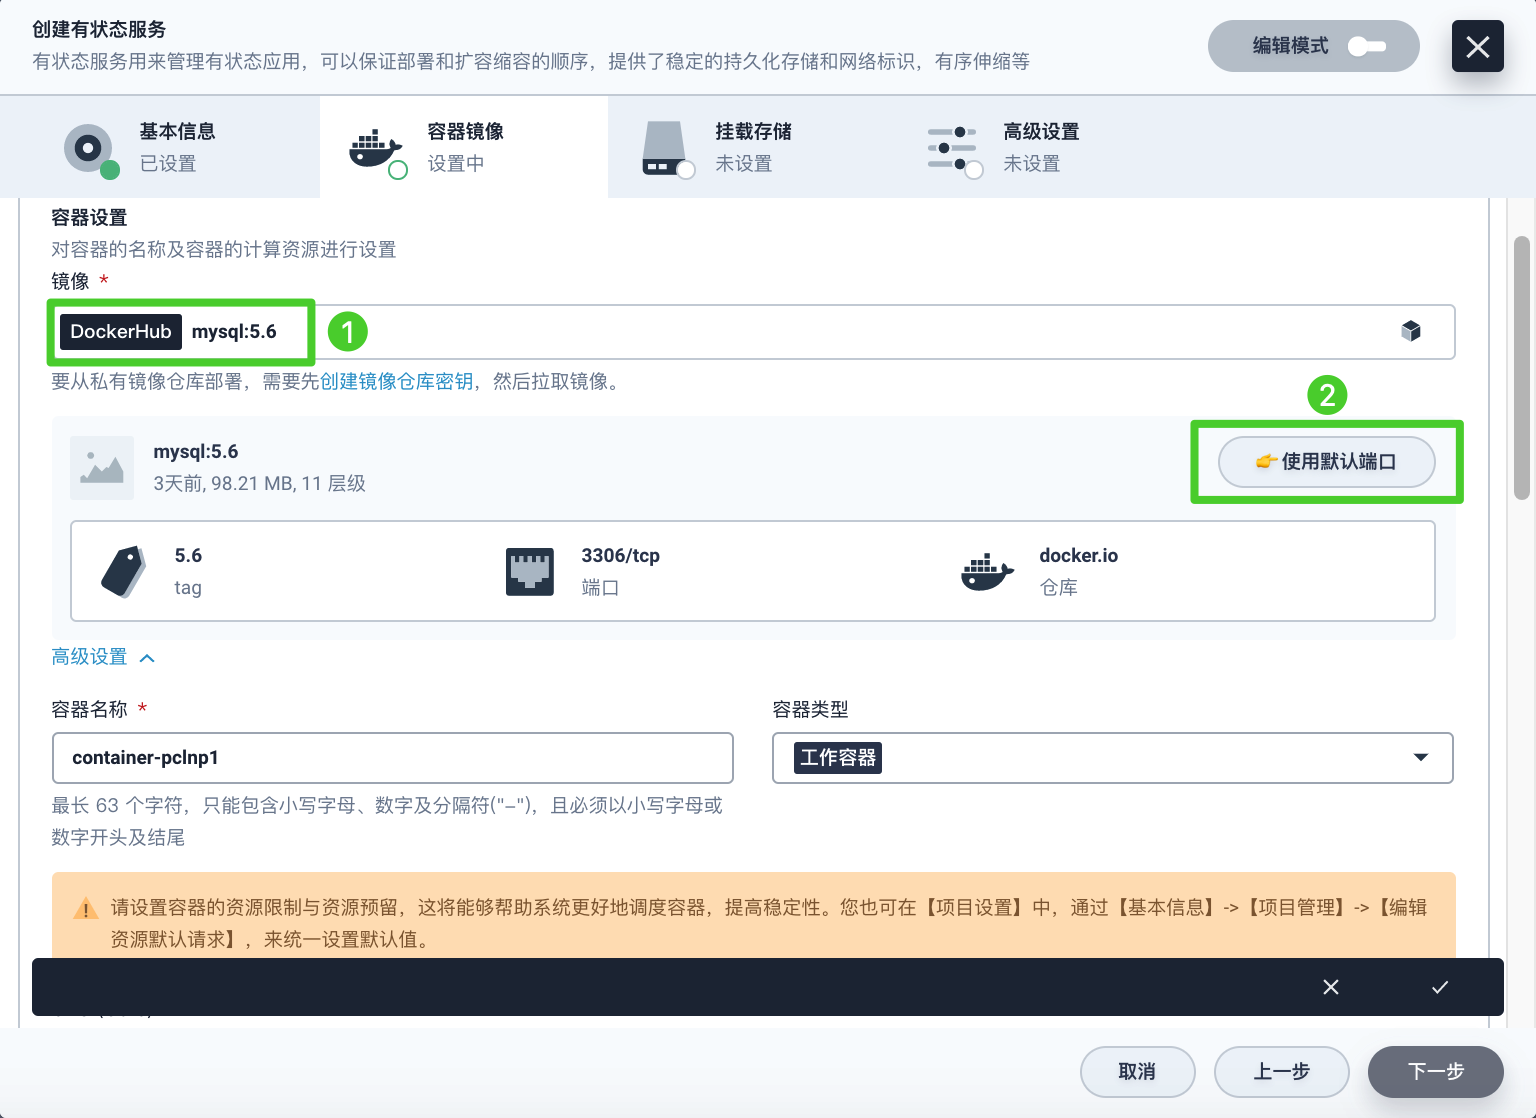 创建有状态服务
有状态服务用来管理有状态应用，可以保证部署和扩容缩容的顺序，提供了稳定的持久化存储和网络标识，有序伸缩等
编辑模式
基本信息
已设置
容器镜像
设置中
挂载存储
未设置
高级设置
未设置
容器设置
对容器的名称及容器的计算资源进行设置
镜像 *
DockerHub mysql:5.6
1
要从私有镜像仓库部署，需要先创建镜像仓库密钥，然后拉取镜像。
2
mysql:5.6
3天前, 98.21 MB, 11 层级
👉使用默认端口
5.6
tag
3306/tcp
端口
docker.io
仓库
高级设置
容器名称 *
容器类型
container-pclnp1
工作容器
最长 63 个字符，只能包含小写字母、数字及分隔符("-")，且必须以小写字母或
数字开头及结尾
请设置容器的资源限制与资源预留，这将能够帮助系统更好地调度容器，提高稳定性。您也可在【项目设置】中，通过【基本信息】->【项目管理】->【编辑
资源默认请求】，来统一设置默认值。
取消
上一步
下一步